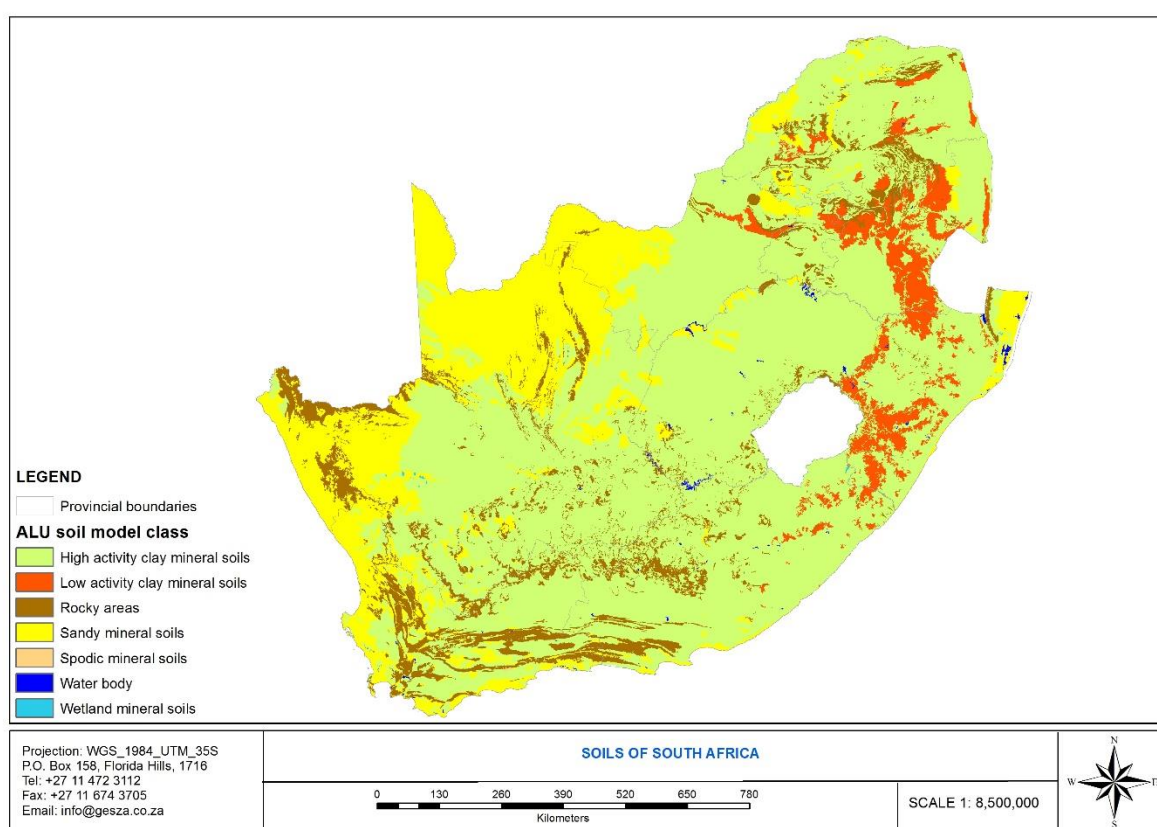 LEGEND
Provincial boundaries
ALU soil model class
High activity clay mineral soils
Low activity clay mineral soils
Rocky areas
Sandy mineral soils
Spodic mineral soils
Water body
Wetland mineral soils
Projection: WGS_1984_UTM_35S
P.O. Box 158, Florida Hills, 1716
Tel: +27 11 472 3112
Fax: +27 11 674 3705
Email: info@gesza.co.za
SOILS OF SOUTH AFRICA
0 130 260 390 520 650 780
Kilometers
SCALE 1: 8,500,000
N
W E
S